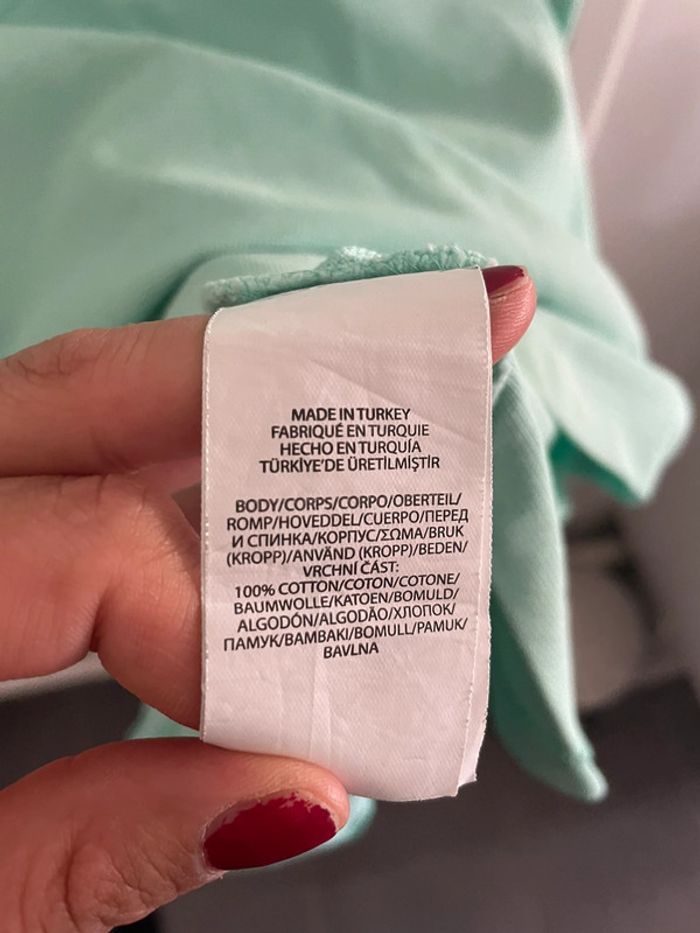 MADE IN TURKEY
FABRIQUÉ EN TURQUIE
HECHO EN TURQUÍA
TÜRKİYE'DE ÜRETİLMİŞTİR
BODY/CORPS/CORPO/OBERTEIL/
ROMP/HOVEDDEL/CUERPO/ПЕРЕД
И СПИНКА/КОРПУС/ΣΩΜΑ/BRUK
(KROPP)/ANVÄND (KROPP)/BEDEN/
VRCHNÍ ČÁST:
100% COTTON/COTON/COTONE/
BAUMWOLLE/KATOEN/BOMULD/
ALGODÓN/ALGODÃO/ХЛОПОК/
ПАМУК/BAMBAKI/BOMULL/PAMUK/
BAVLNA